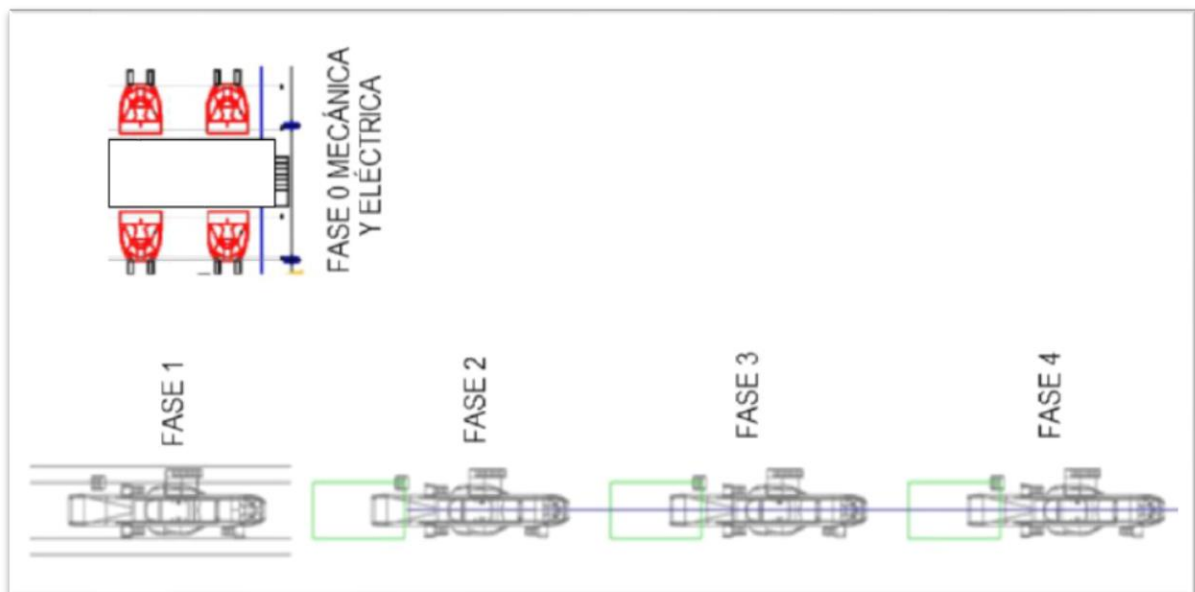 FASE 0 MECÁNICA
Y ELÉCTRICA
FASE 1
FASE 2
FASE 3
FASE 4